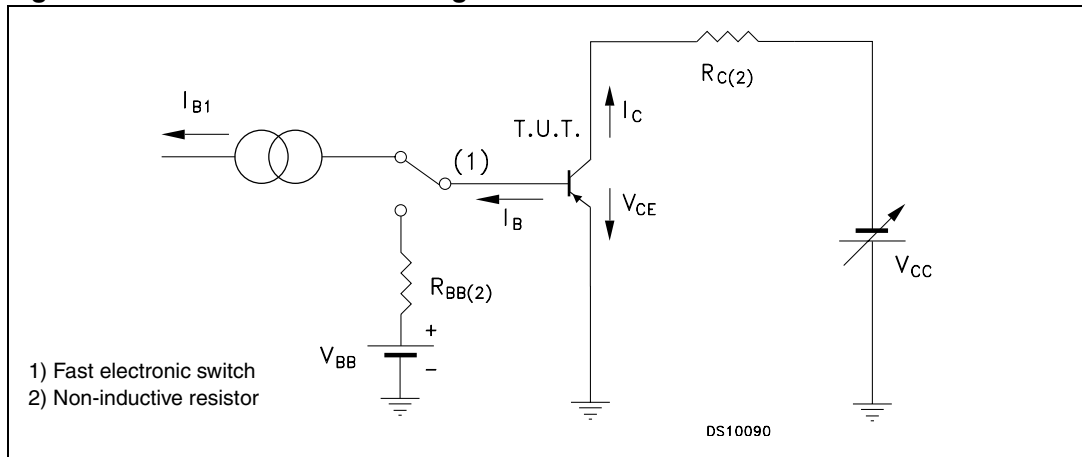 I_B1
R_C(2)
I_C
T.U.T.
(1)
V_CE
I_B
V_CC
R_BB(2)
+
V_BB
−
1) Fast electronic switch
2) Non-inductive resistor
DS10090